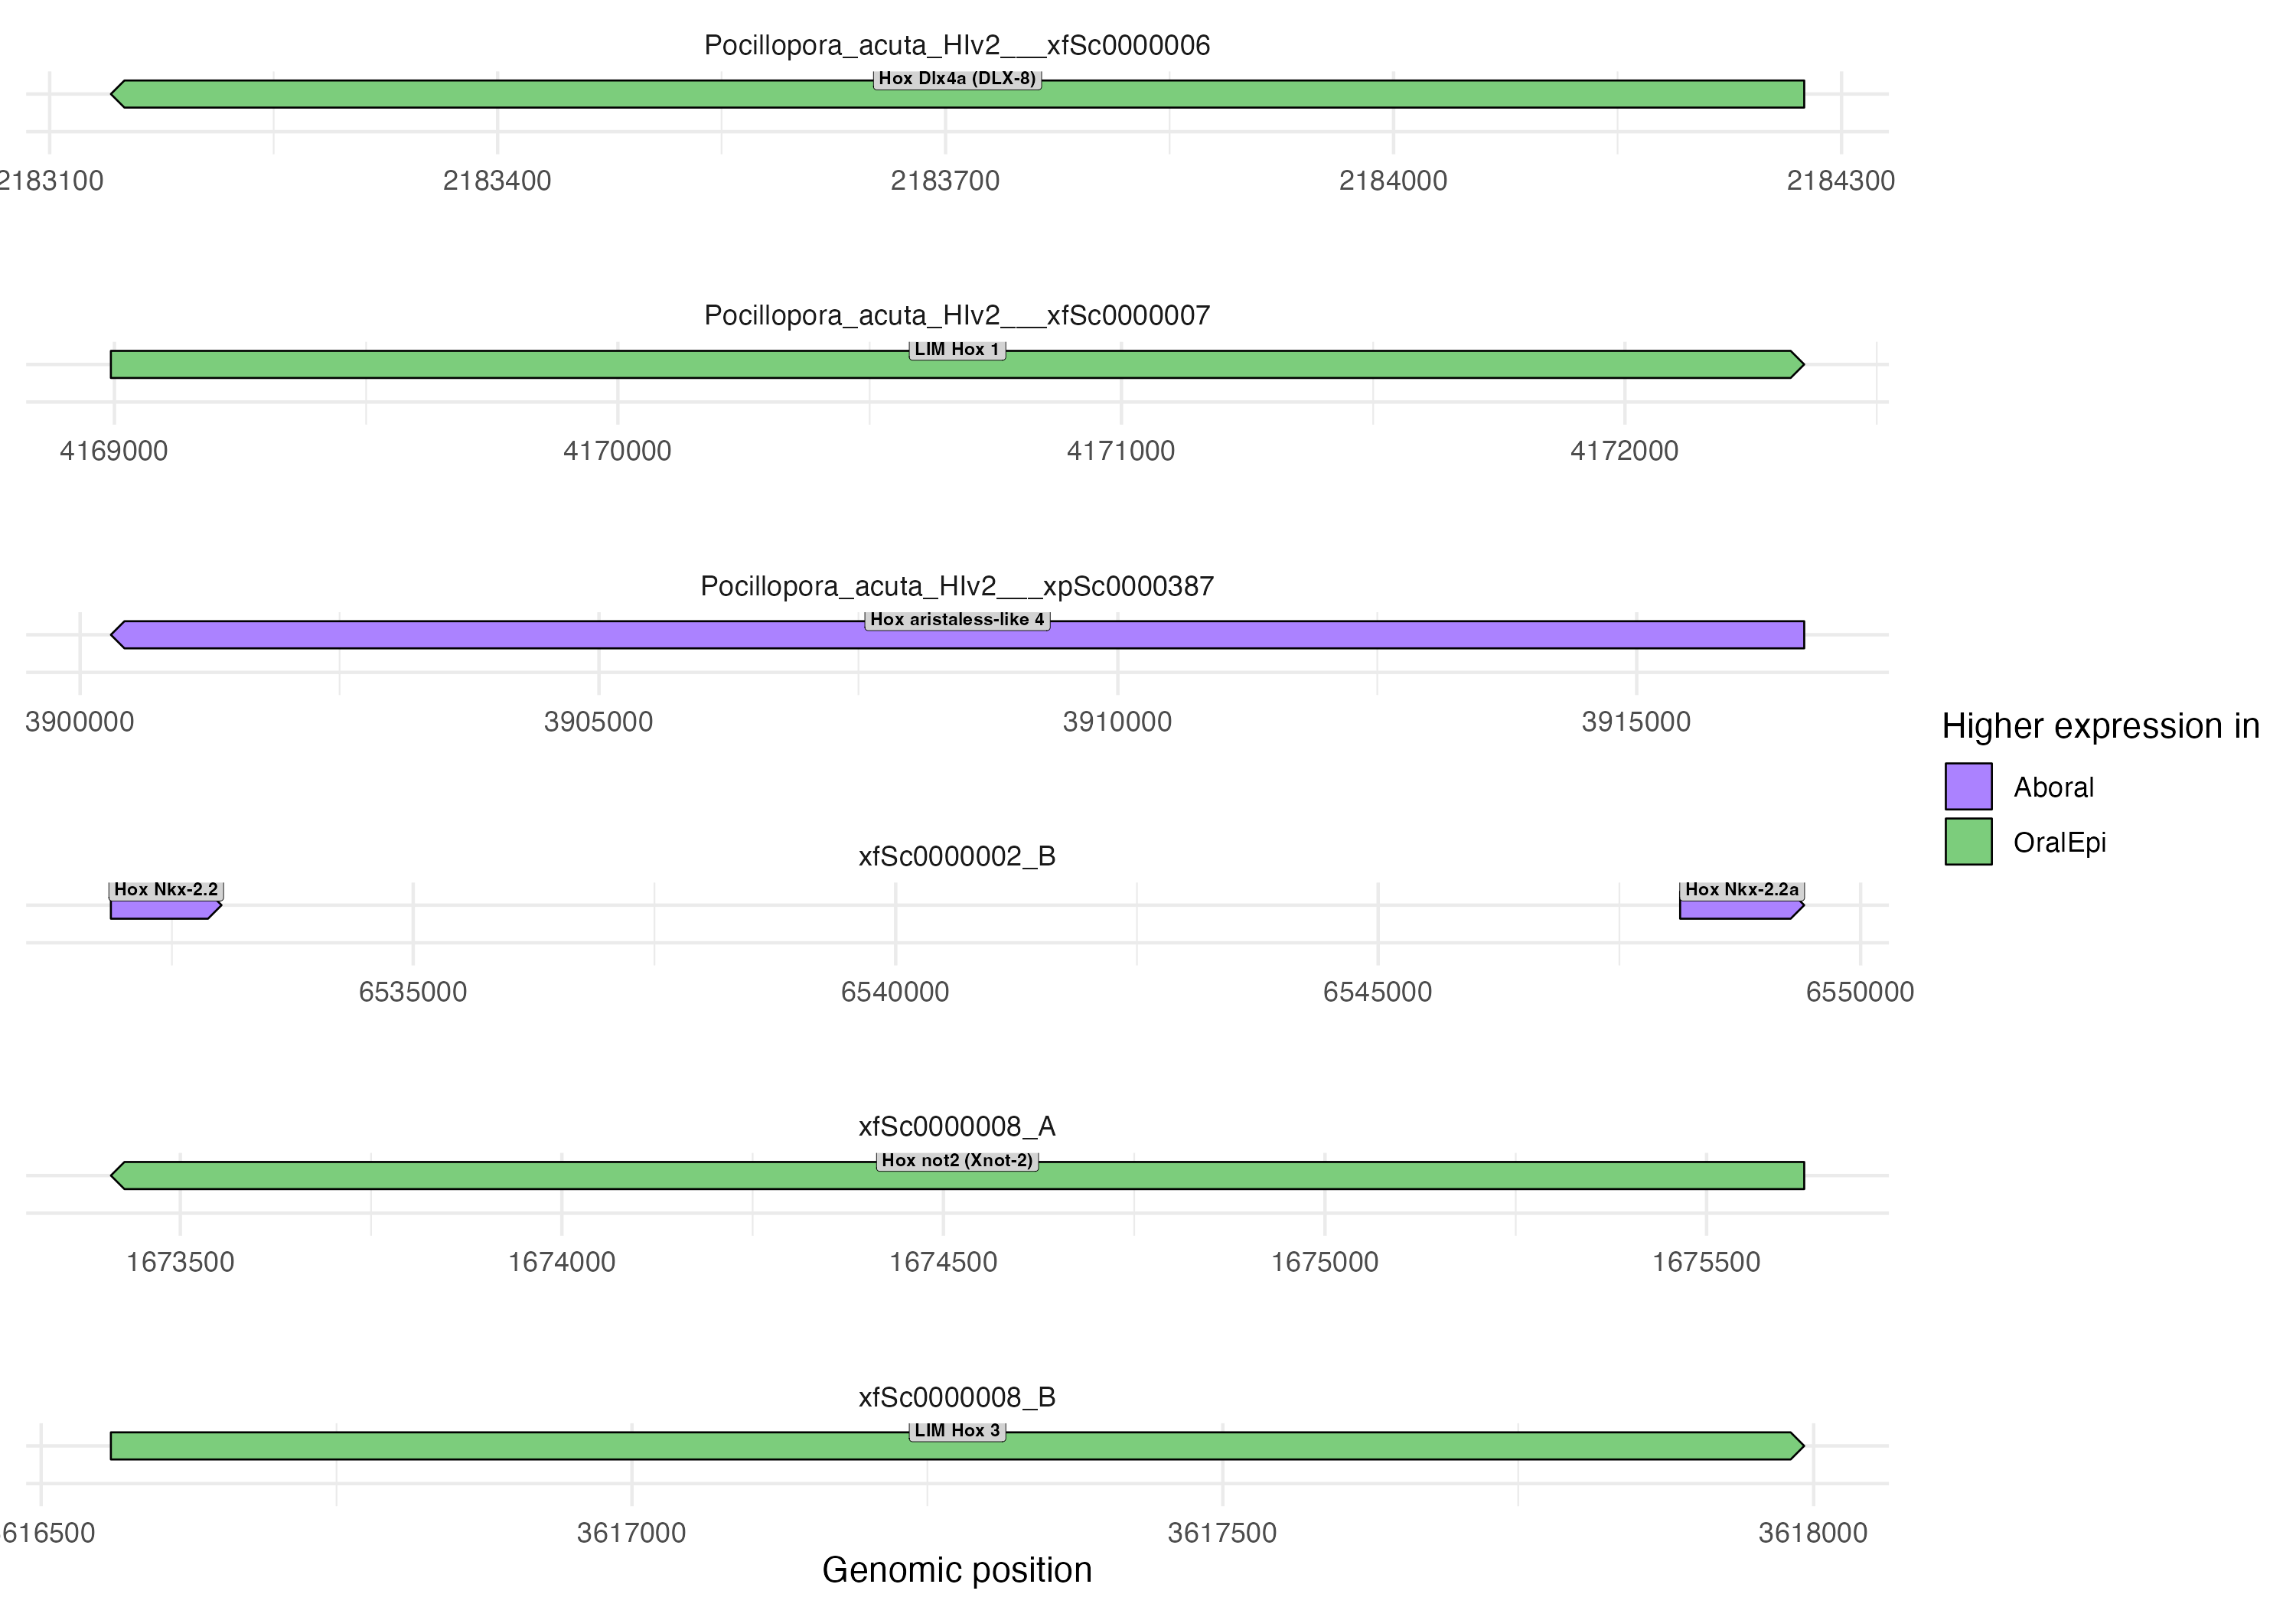 Pocillopora_acuta_HIv2___xfSc0000006
Hox Dlx4a (DLX-8)
2183100 2183400 2183700 2184000 2184300
Pocillopora_acuta_HIv2___xfSc0000007
LIM Hox 1
4169000 4170000 4171000 4172000
Pocillopora_acuta_HIv2___xpSc0000387
Hox aristaless-like 4
3900000 3905000 3910000 3915000
Higher expression in
Aboral
OralEpi
xfSc0000002_B
Hox Nkx-2.2 Hox Nkx-2.2a
6535000 6540000 6545000 6550000
xfSc0000008_A
Hox not2 (Xnot-2)
1673500 1674000 1674500 1675000 1675500
xfSc0000008_B
LIM Hox 3
616500 3617000 3617500 3618000
Genomic position